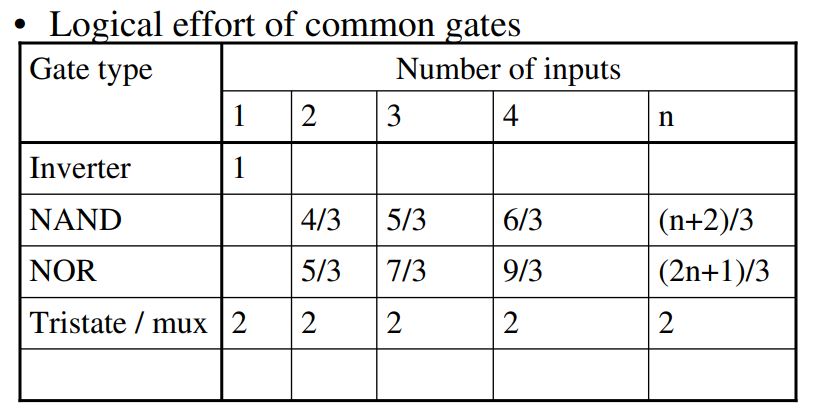 • Logical effort of common gates
Gate type Number of inputs
1 2 3 4 n
Inverter 1
NAND 4/3 5/3 6/3 (n+2)/3
NOR 5/3 7/3 9/3 (2n+1)/3
Tristate / mux 2 2 2 2 2